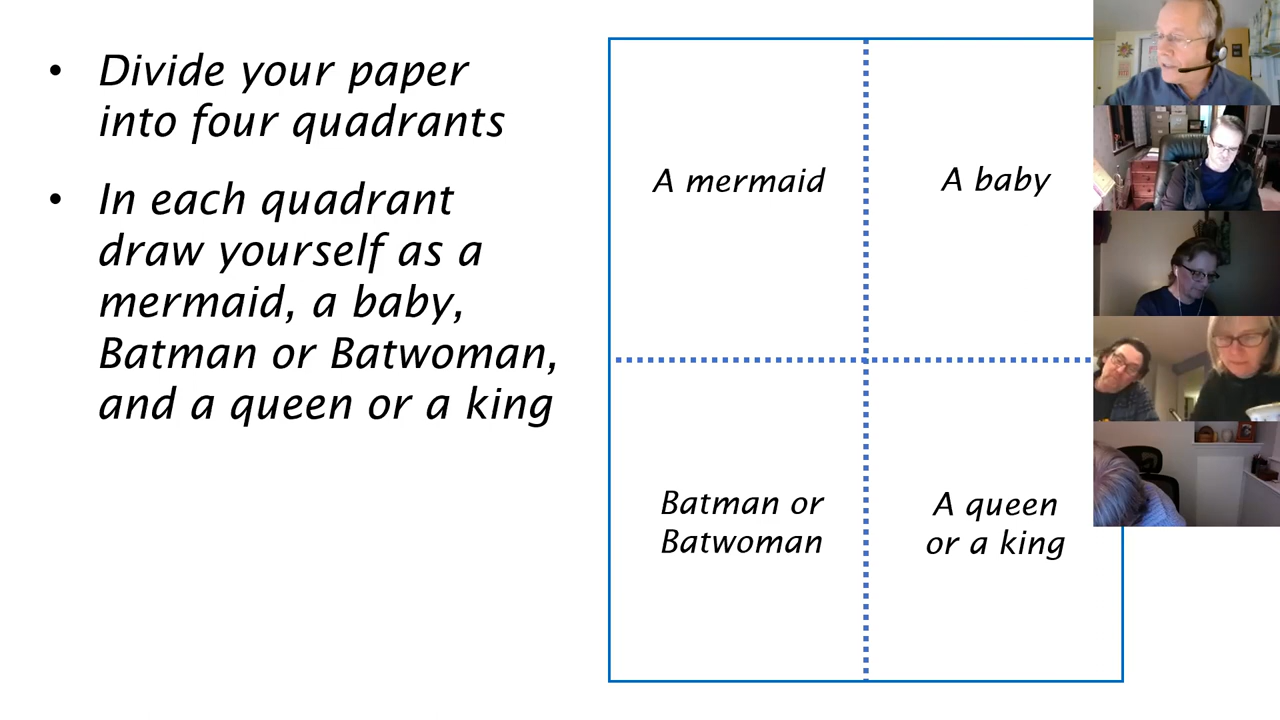 • Divide your paper
into four quadrants
• In each quadrant
draw yourself as a
mermaid, a baby,
Batman or Batwoman,
and a queen or a king
A mermaid
A baby
Batman or
Batwoman
A queen
or a king